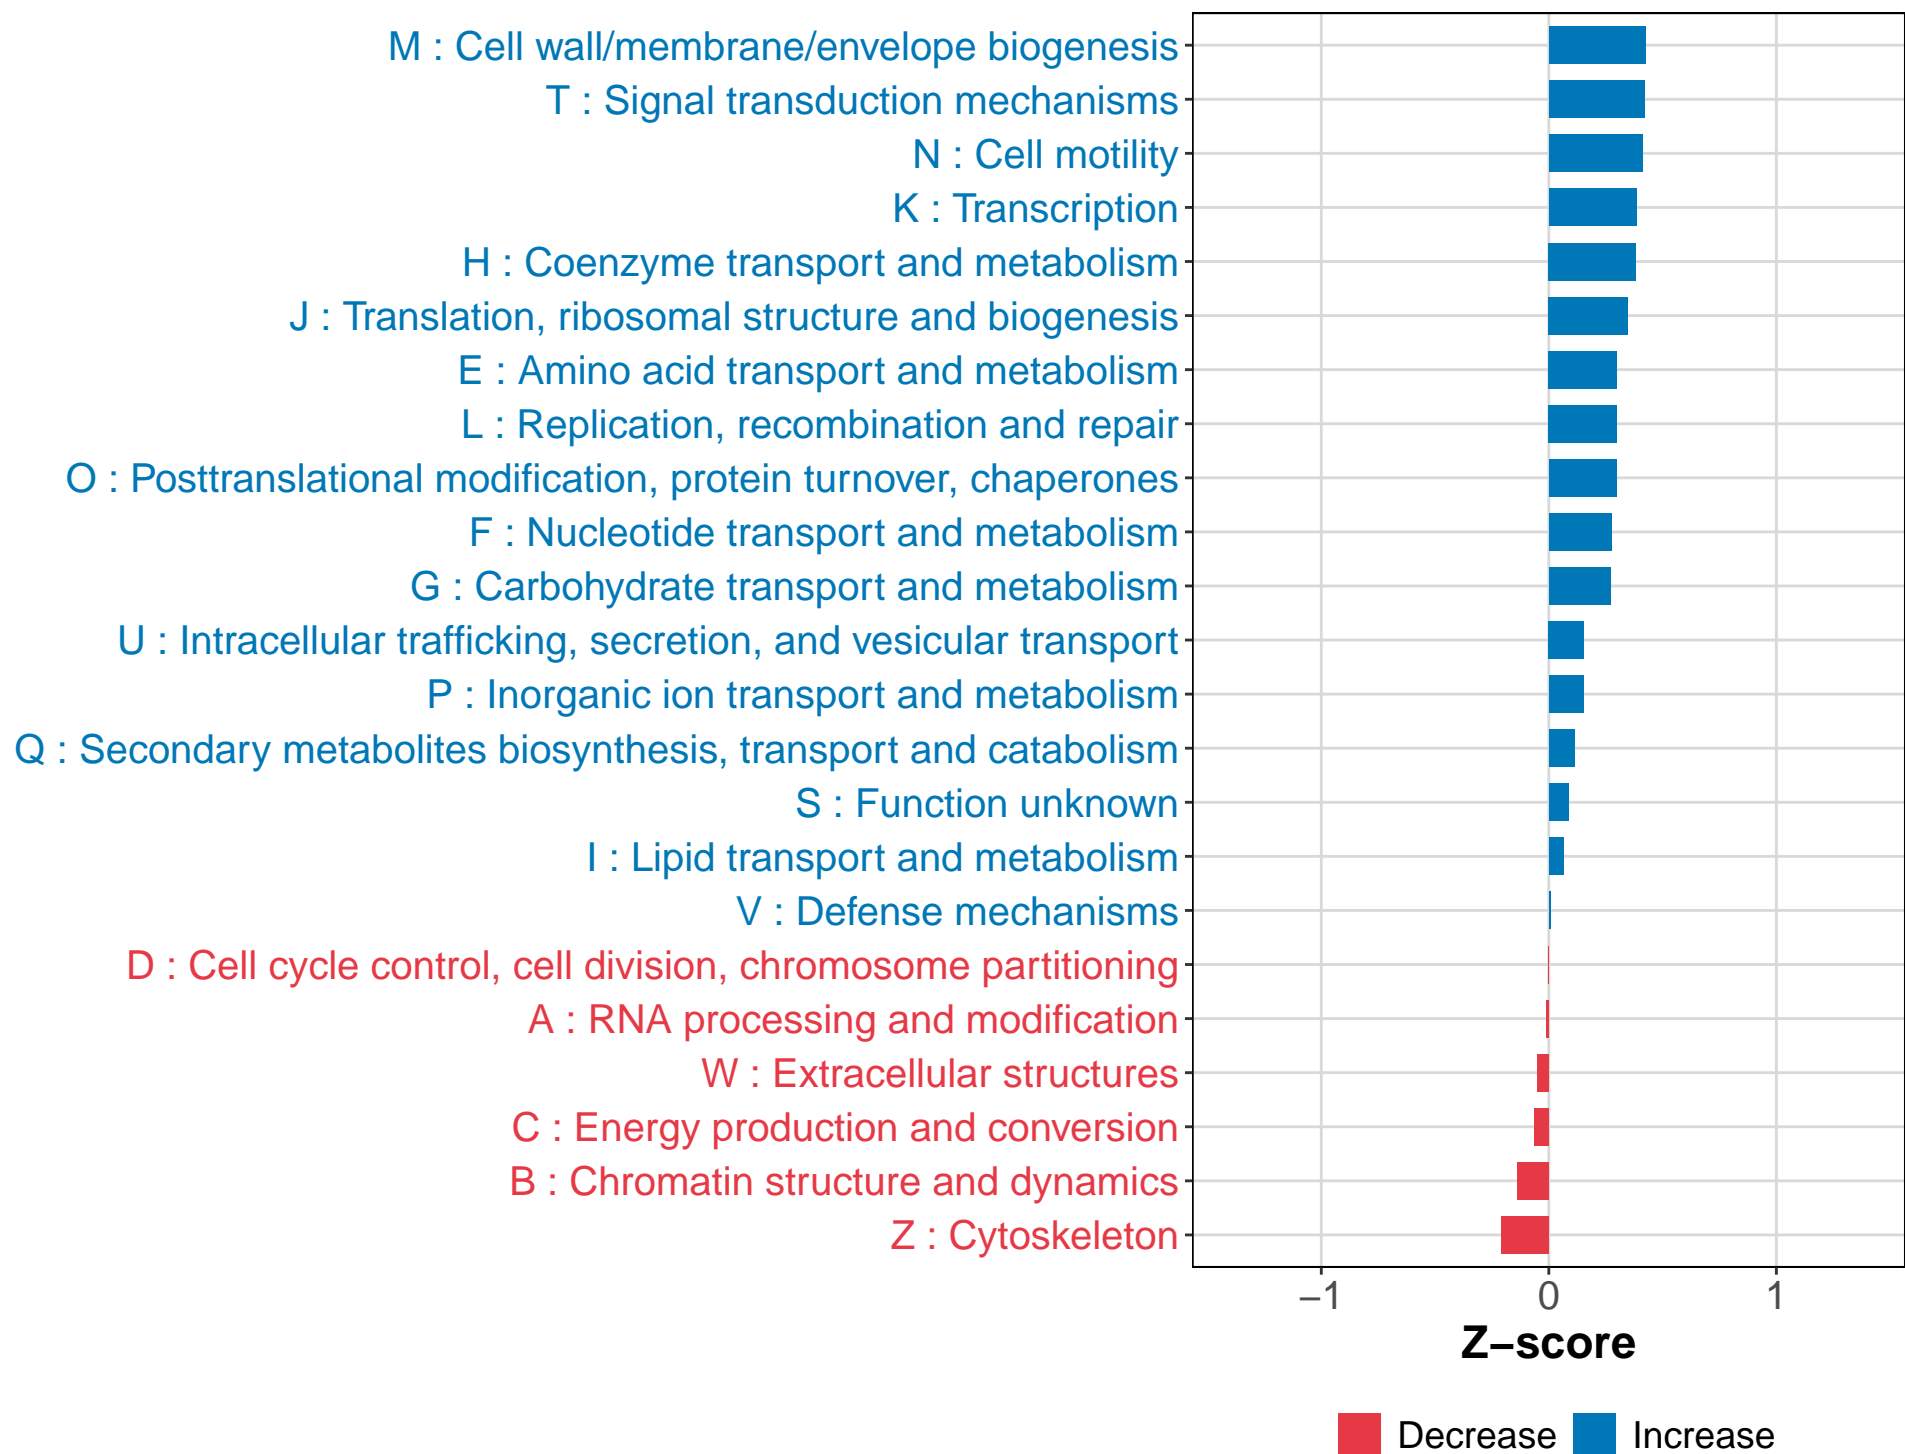 M : Cell wall/membrane/envelope biogenesis
T : Signal transduction mechanisms
N : Cell motility
K : Transcription
H : Coenzyme transport and metabolism
J : Translation, ribosomal structure and biogenesis
E : Amino acid transport and metabolism
L : Replication, recombination and repair
O : Posttranslational modification, protein turnover, chaperones
F : Nucleotide transport and metabolism
G : Carbohydrate transport and metabolism
U : Intracellular trafficking, secretion, and vesicular transport
P : Inorganic ion transport and metabolism
Q : Secondary metabolites biosynthesis, transport and catabolism
S : Function unknown
I : Lipid transport and metabolism
V : Defense mechanisms
D : Cell cycle control, cell division, chromosome partitioning
A : RNA processing and modification
W : Extracellular structures
C : Energy production and conversion
B : Chromatin structure and dynamics
Z : Cytoskeleton
−1 0 1
Z−score
Decrease Increase